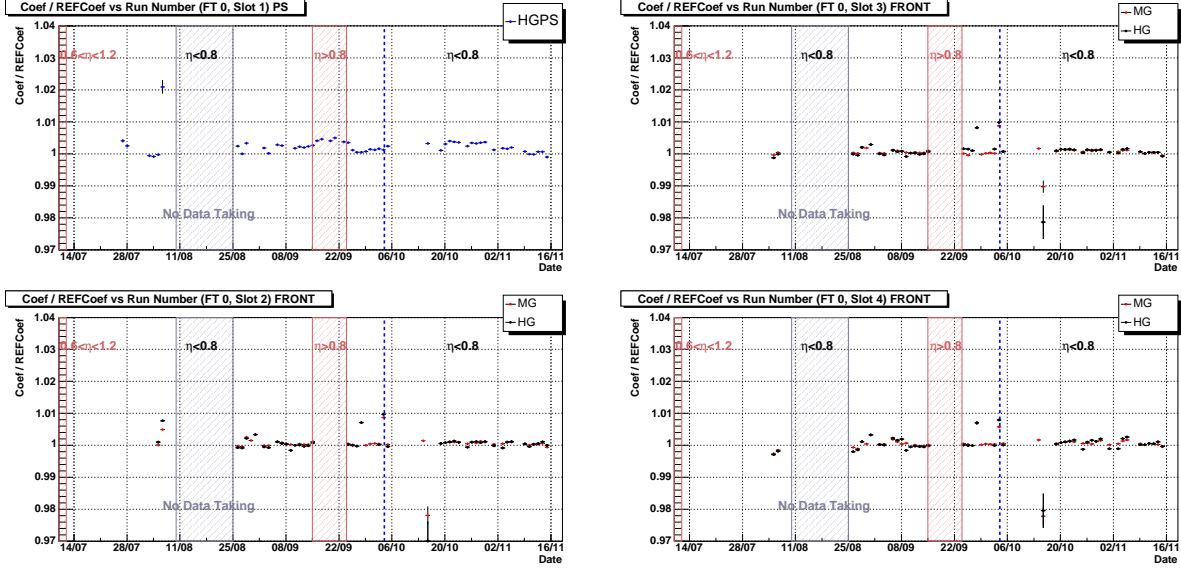 Coef / REFCoef vs Run Number (FT 0, Slot 1) PS
HGPS
Coef / REFCoef
1.04
1.03
1.02
1.01
1
0.99
0.98
0.97
0.6<η<1.2
η<0.8
η>0.8
η<0.8
No Data Taking
14/07 28/07 11/08 25/08 08/09 22/09 06/10 20/10 02/11 16/11
Date
Coef / REFCoef vs Run Number (FT 0, Slot 3) FRONT
MG
HG
Coef / REFCoef
1.04
1.03
1.02
1.01
1
0.99
0.98
0.97
0.6<η<1.2
η<0.8
η>0.8
η<0.8
No Data Taking
14/07 28/07 11/08 25/08 08/09 22/09 06/10 20/10 02/11 16/11
Date
Coef / REFCoef vs Run Number (FT 0, Slot 2) FRONT
MG
HG
Coef / REFCoef
1.04
1.03
1.02
1.01
1
0.99
0.98
0.97
0.6<η<1.2
η<0.8
η>0.8
η<0.8
No Data Taking
14/07 28/07 11/08 25/08 08/09 22/09 06/10 20/10 02/11 16/11
Date
Coef / REFCoef vs Run Number (FT 0, Slot 4) FRONT
MG
HG
Coef / REFCoef
1.04
1.03
1.02
1.01
1
0.99
0.98
0.97
0.6<η<1.2
η<0.8
η>0.8
η<0.8
No Data Taking
14/07 28/07 11/08 25/08 08/09 22/09 06/10 20/10 02/11 16/11
Date